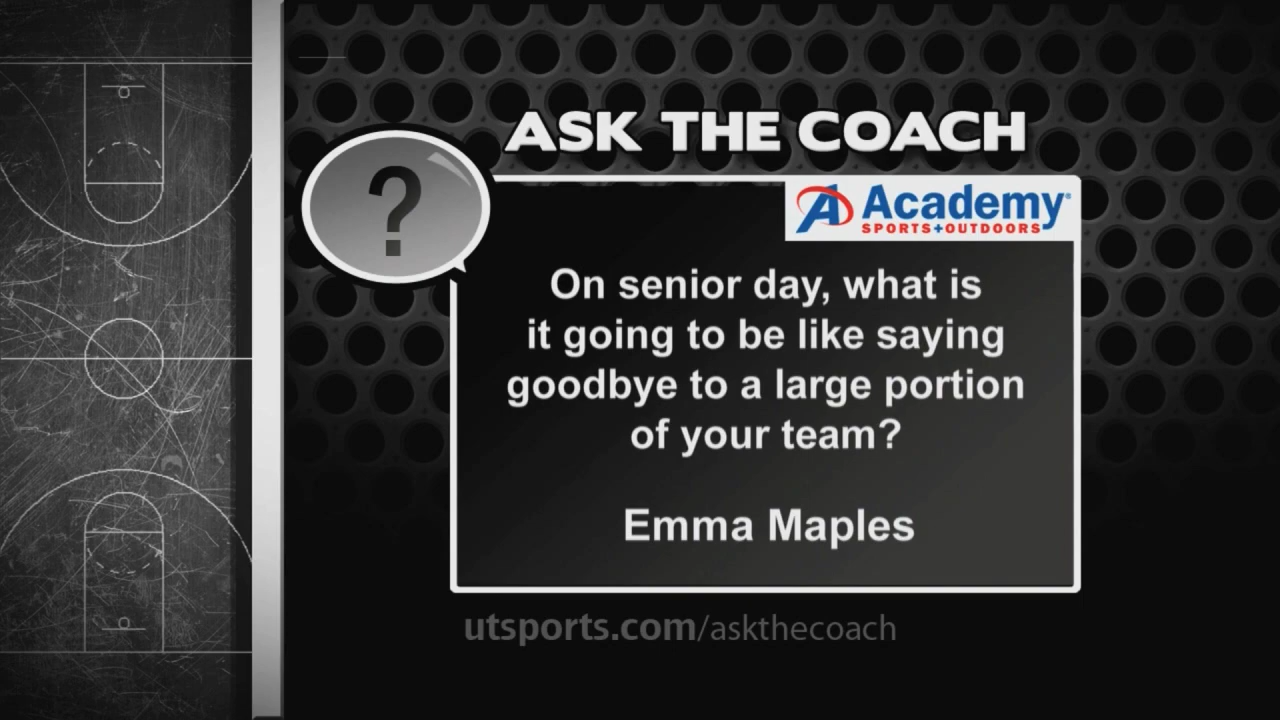 ASK THE COACH
?
Academy
SPORTS+OUTDOORS
On senior day, what is
it going to be like saying
goodbye to a large portion
of your team?
Emma Maples
utsports.com/askthecoach